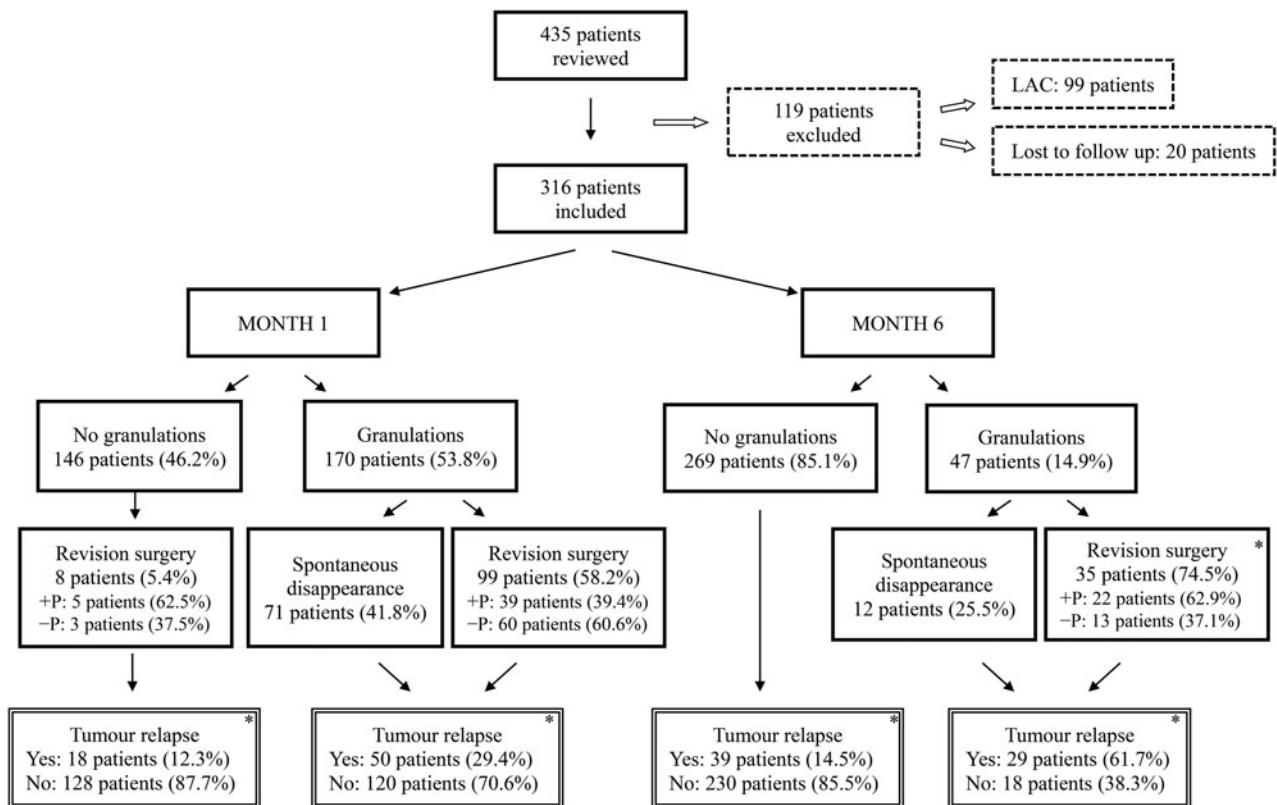 435 patients
reviewed
LAC: 99 patients
119 patients
excluded
Lost to follow up: 20 patients
316 patients
included
MONTH 1
MONTH 6
No granulations
146 patients (46.2%)
Granulations
170 patients (53.8%)
No granulations
269 patients (85.1%)
Granulations
47 patients (14.9%)
Revision surgery
8 patients (5.4%)
+P: 5 patients (62.5%)
−P: 3 patients (37.5%)
Spontaneous
disappearance
71 patients (41.8%)
Revision surgery
99 patients (58.2%)
+P: 39 patients (39.4%)
−P: 60 patients (60.6%)
Spontaneous
disappearance
12 patients (25.5%)
Revision surgery *
35 patients (74.5%)
+P: 22 patients (62.9%)
−P: 13 patients (37.1%)
Tumour relapse *
Yes: 18 patients (12.3%)
No: 128 patients (87.7%)
Tumour relapse *
Yes: 50 patients (29.4%)
No: 120 patients (70.6%)
Tumour relapse *
Yes: 39 patients (14.5%)
No: 230 patients (85.5%)
Tumour relapse *
Yes: 29 patients (61.7%)
No: 18 patients (38.3%)